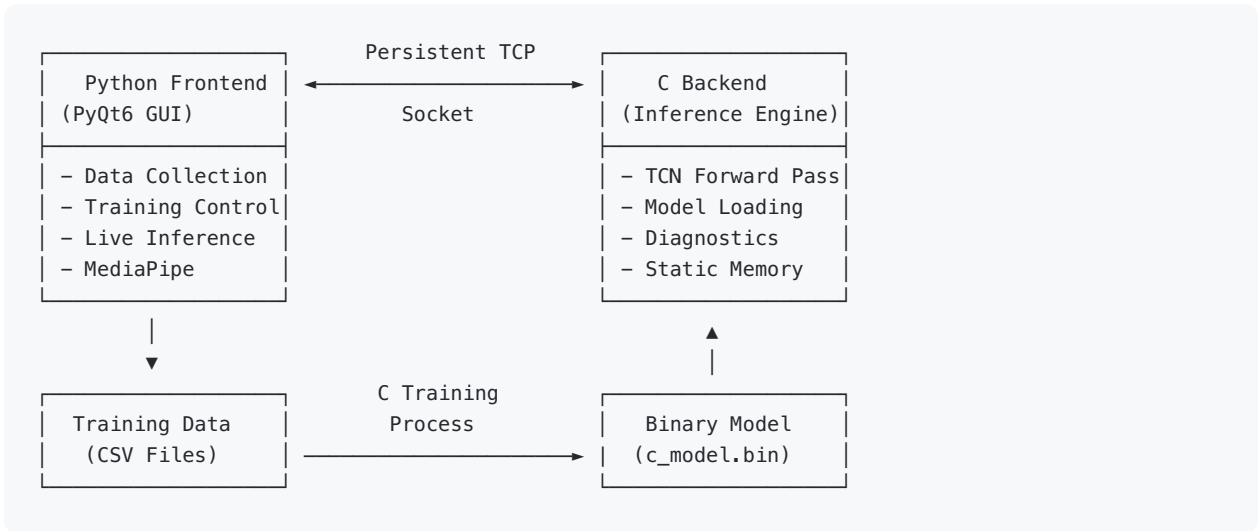 Persistent TCP
Python Frontend
(PyQt6 GUI)
Socket
C Backend
(Inference Engine)
– Data Collection
– Training Control
– Live Inference
– MediaPipe
– TCN Forward Pass
– Model Loading
– Diagnostics
– Static Memory
C Training
Process
Training Data
(CSV Files)
Binary Model
(c_model.bin)